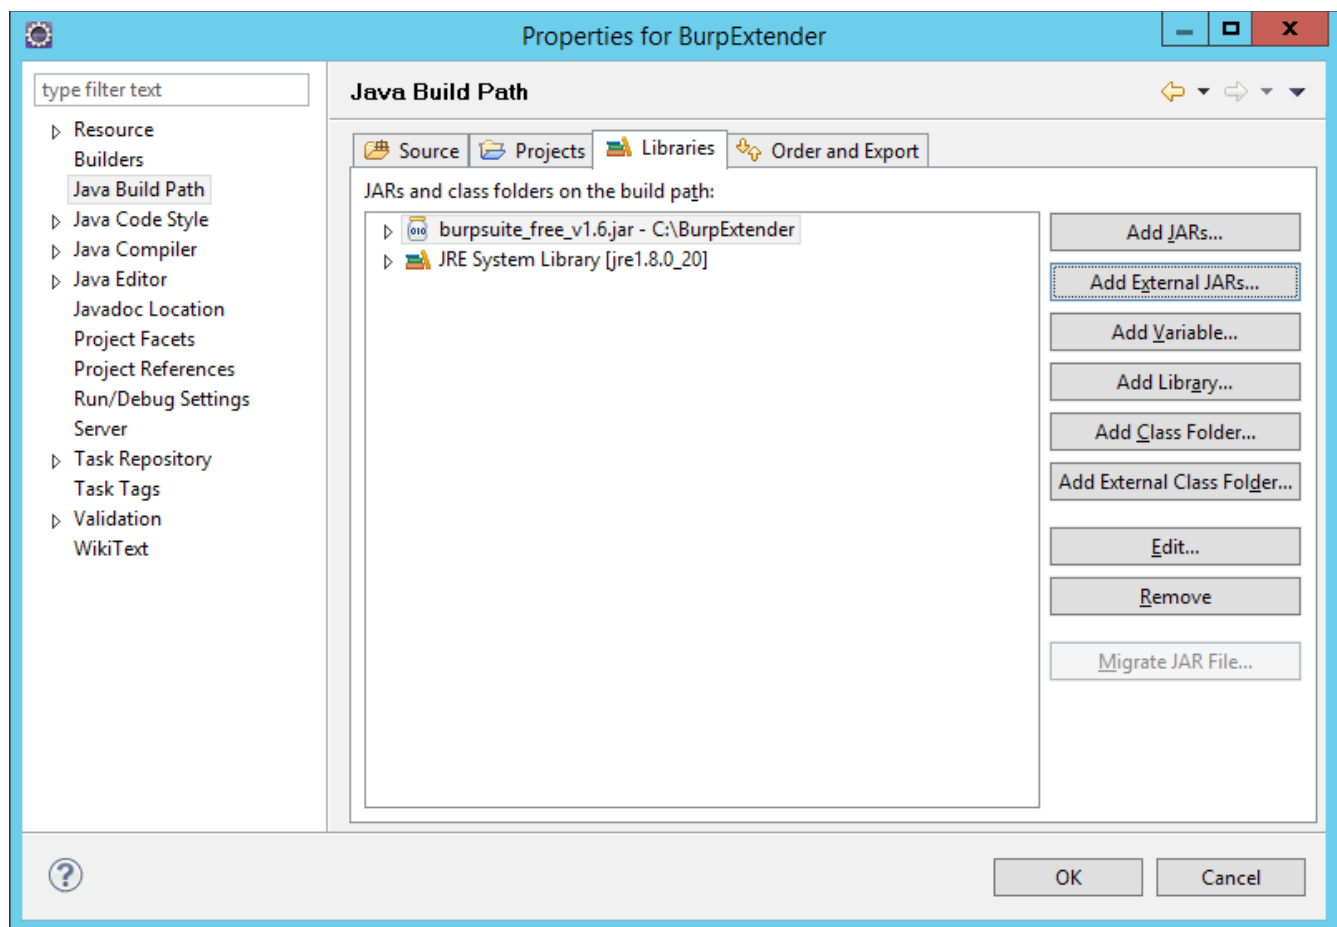 Properties for BurpExtender
type filter text
Resource
Builders
Java Build Path
Java Code Style
Java Compiler
Java Editor
Javadoc Location
Project Facets
Project References
Run/Debug Settings
Server
Task Repository
Task Tags
Validation
WikiText
Java Build Path
Source Projects Libraries Order and Export
JARs and class folders on the build path:
burpsuite_free_v1.6.jar - C:\BurpExtender
JRE System Library [jre1.8.0_20]
Add JARs...
Add External JARs...
Add Variable...
Add Library...
Add Class Folder...
Add External Class Folder...
Edit...
Remove
Migrate JAR File...
OK Cancel